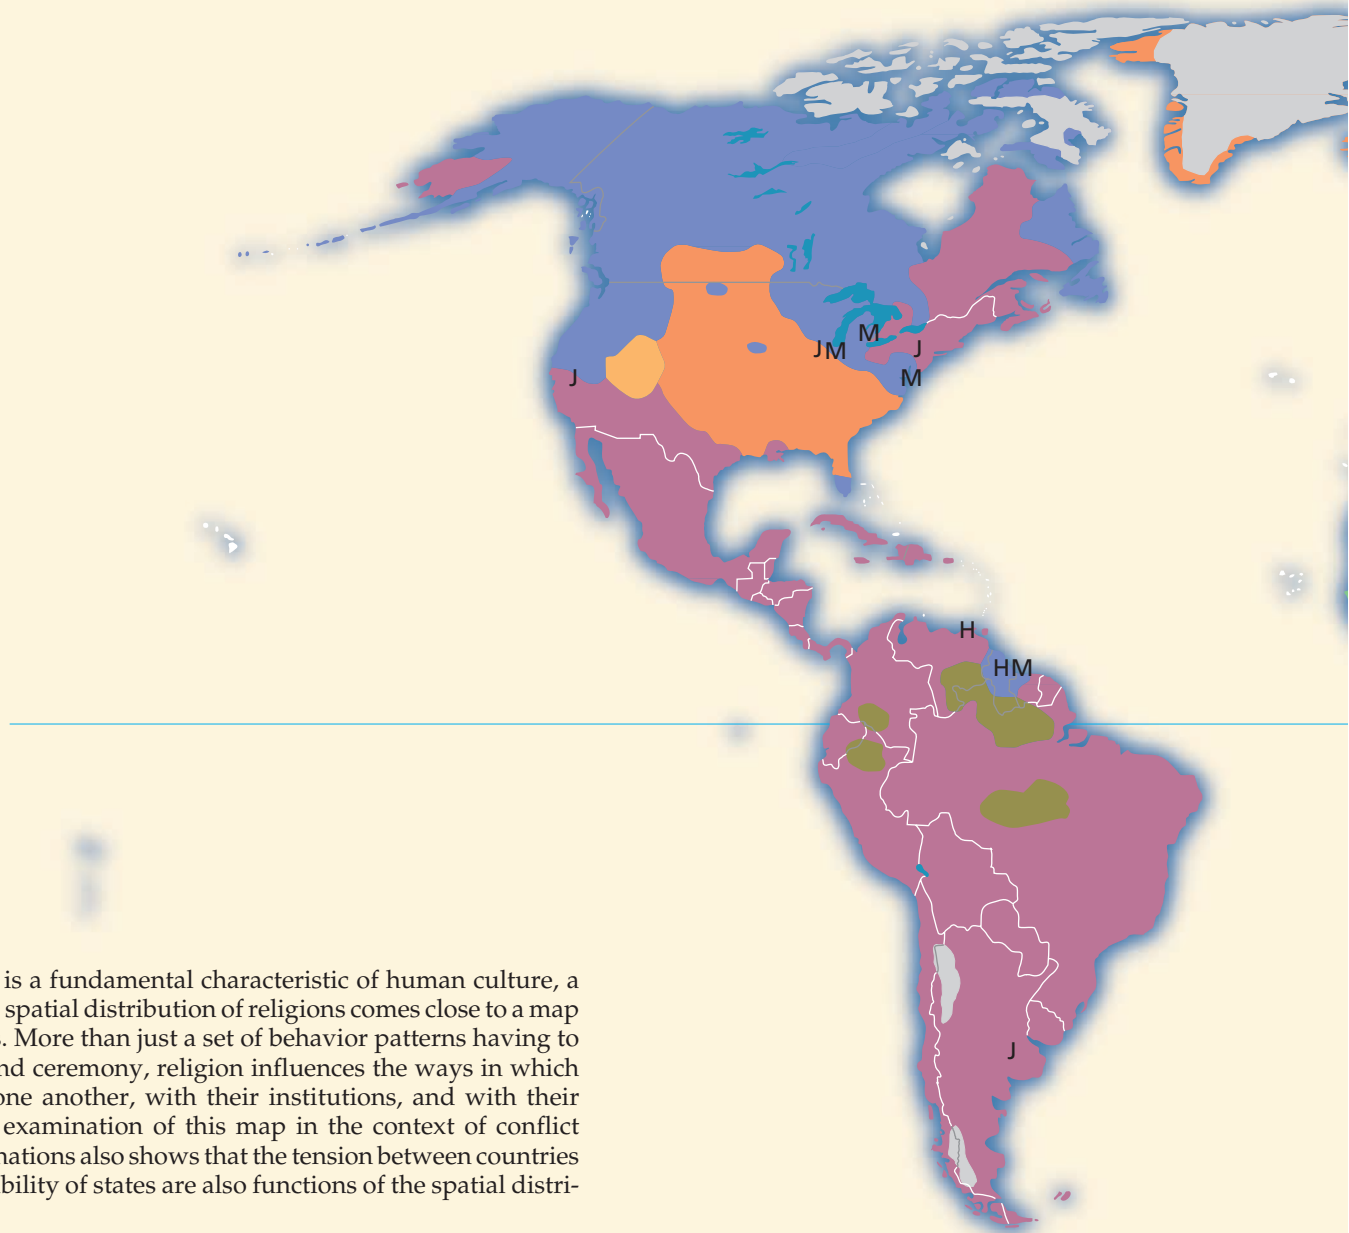 M
J M
J
J
M
H
H M
J
is a fundamental characteristic of human culture, a
spatial distribution of religions comes close to a map
. More than just a set of behavior patterns having to
nd ceremony, religion influences the ways in which
one another, with their institutions, and with their
examination of this map in the context of conflict
nations also shows that the tension between countries
bility of states are also functions of the spatial distri-